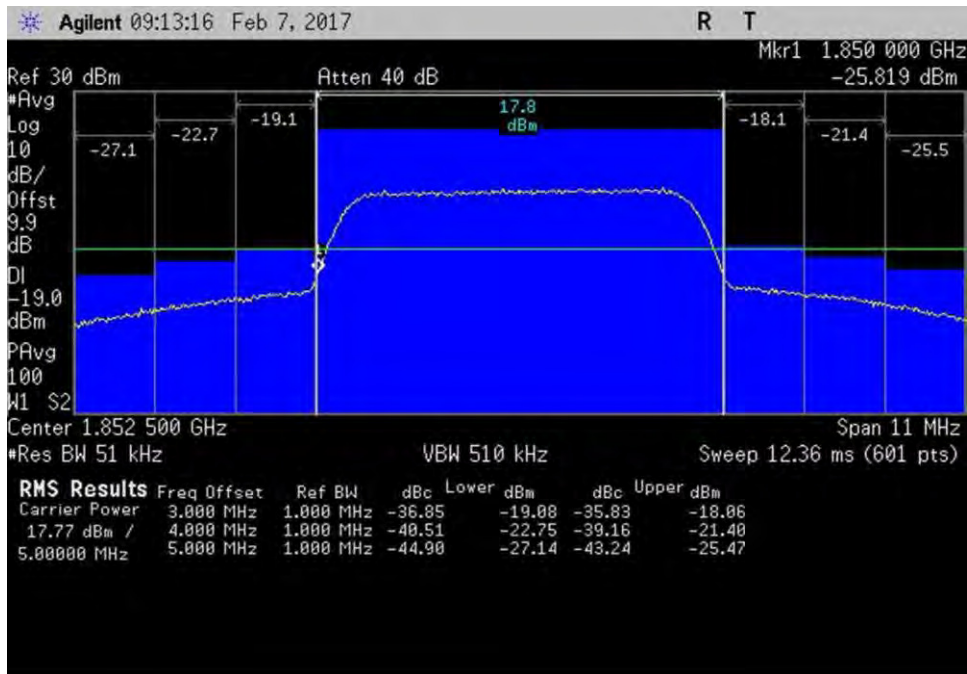 Agilent 09:13:16 Feb 7, 2017 R T
Mkr1 1.850 000 GHz
Ref 30 dBm Atten 40 dB -25.819 dBm
#Avg
Log
10
dB/
Offst
9.9
dB
DI
-19.0
dBm
PAvg
100
W1 S2
-27.1 -22.7 -19.1 17.8 dBm -18.1 -21.4 -25.5
1
Center 1.852 500 GHz Span 11 MHz
#Res BW 51 kHz VBW 510 kHz Sweep 12.36 ms (601 pts)
RMS Results Freq Offset Ref BW dBc Lower dBm dBc Upper dBm
Carrier Power 3.000 MHz 1.000 MHz -36.85 -19.08 -35.83 -18.06
17.77 dBm / 4.000 MHz 1.000 MHz -40.51 -22.75 -39.16 -21.40
5.00000 MHz 5.000 MHz 1.000 MHz -44.90 -27.14 -43.24 -25.47